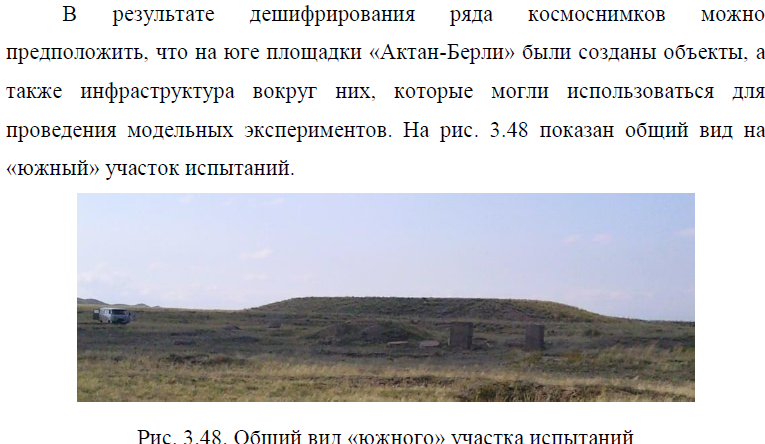 В результате дешифрирования ряда космоснимков можно
предположить, что на юге площадки «Актан-Берли» были созданы объекты, а
также инфраструктура вокруг них, которые могли использоваться для
проведения модельных экспериментов. На рис. 3.48 показан общий вид на
«южный» участок испытаний.
Рис. 3.48. Общий вид «южного» участка испытаний